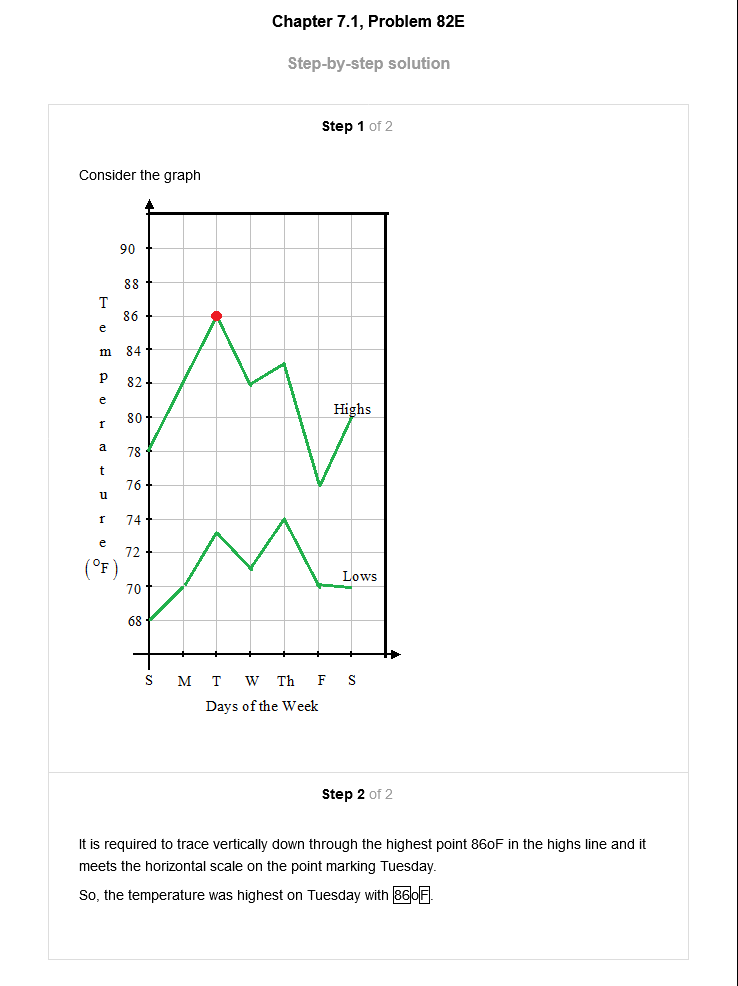 Chapter 7.1, Problem 82E
Step-by-step solution
Step 1 of 2
Consider the graph
90
88
86
84
82
80
78
76
74
72
70
68
Temperature
(°F)
Highs
Lows
S M T W Th F S
Days of the Week
Step 2 of 2
It is required to trace vertically down through the highest point 86oF in the highs line and it
meets the horizontal scale on the point marking Tuesday.
So, the temperature was highest on Tuesday with 86oF.